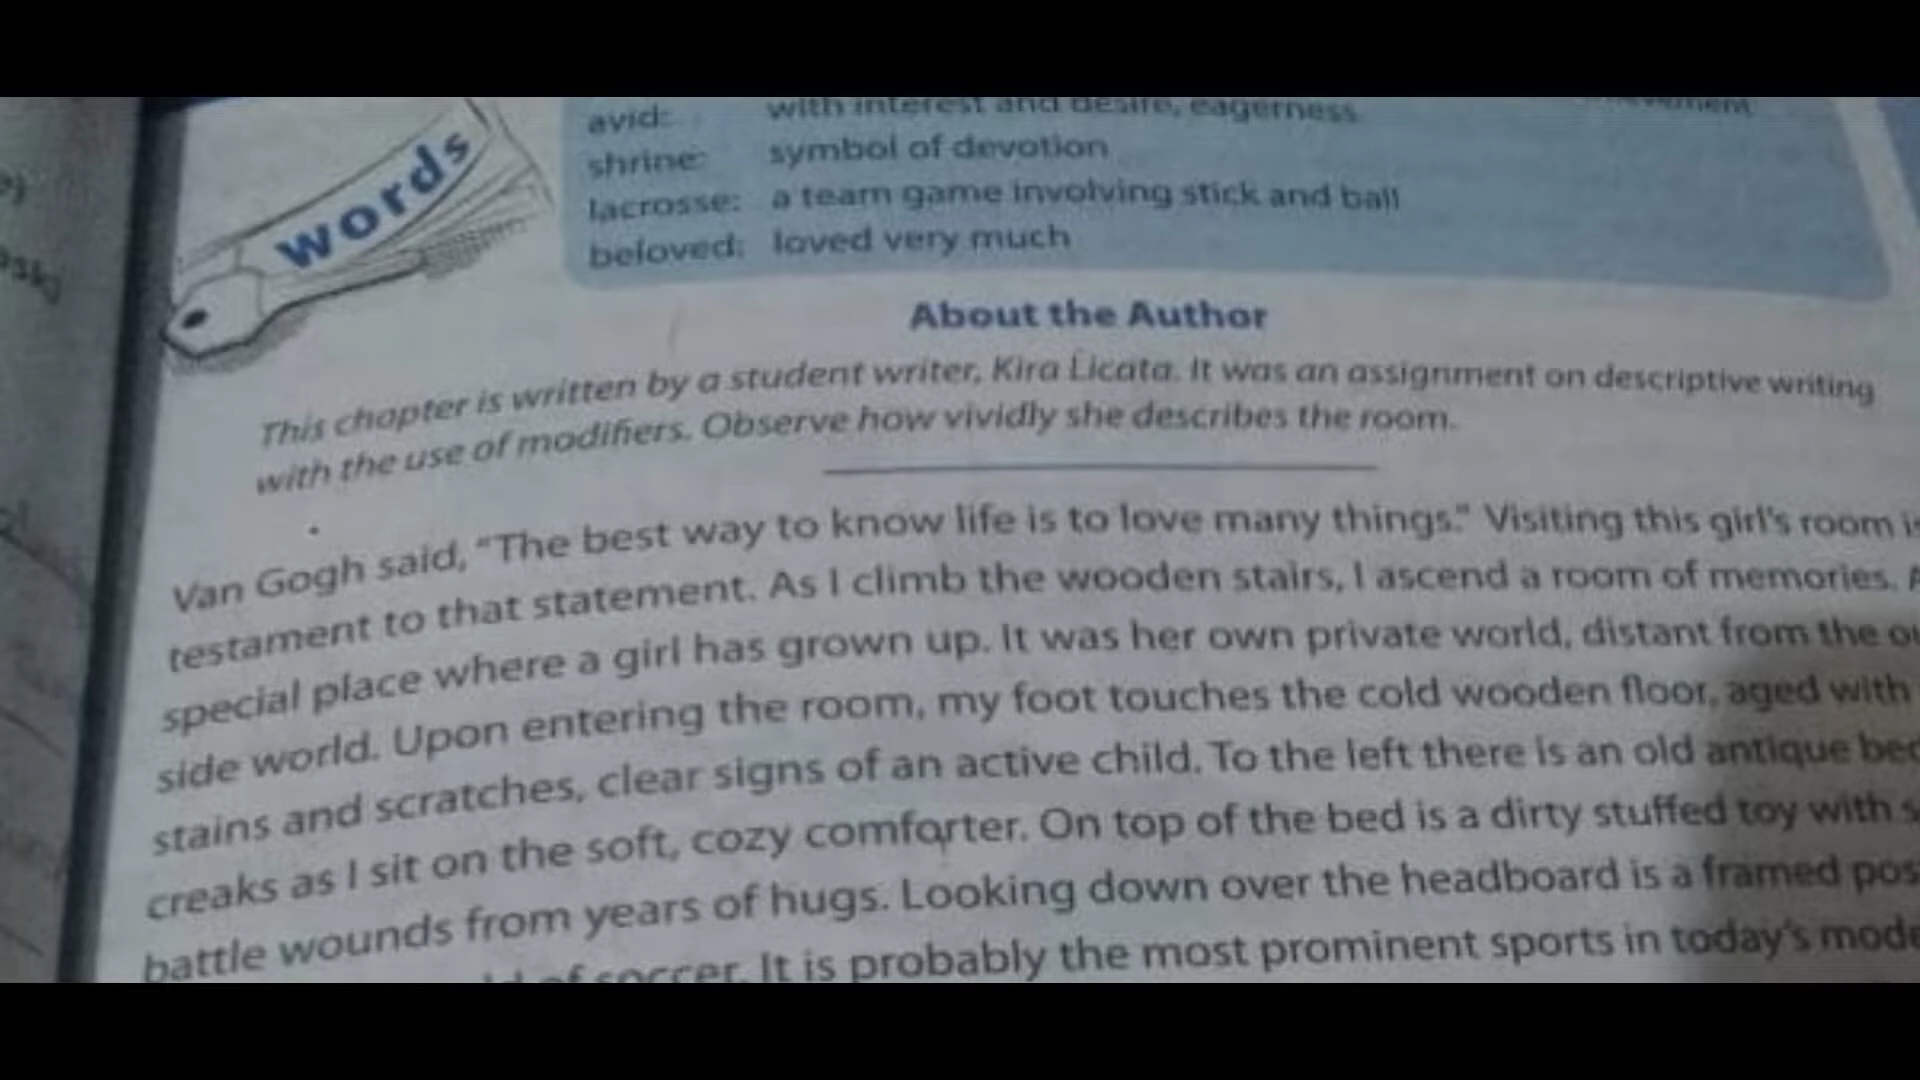 words
avid: with interest and desire, eagerness
shrine: symbol of devotion
lacrosse: a team game involving stick and ball
beloved: loved very much
About the Author
This chapter is written by a student writer, Kira Licata. It was an assignment on descriptive writing
with the use of modifiers. Observe how vividly she describes the room.
Van Gogh said, "The best way to know life is to love many things." Visiting this girl's room is
testament to that statement. As I climb the wooden stairs, I ascend a room of memories. A
special place where a girl has grown up. It was her own private world, distant from the ou
side world. Upon entering the room, my foot touches the cold wooden floor, aged with
stains and scratches, clear signs of an active child. To the left there is an old antique bed
creaks as I sit on the soft, cozy comforter. On top of the bed is a dirty stuffed toy with s
battle wounds from years of hugs. Looking down over the headboard is a framed pos
of soccer. It is probably the most prominent sports in today's mode